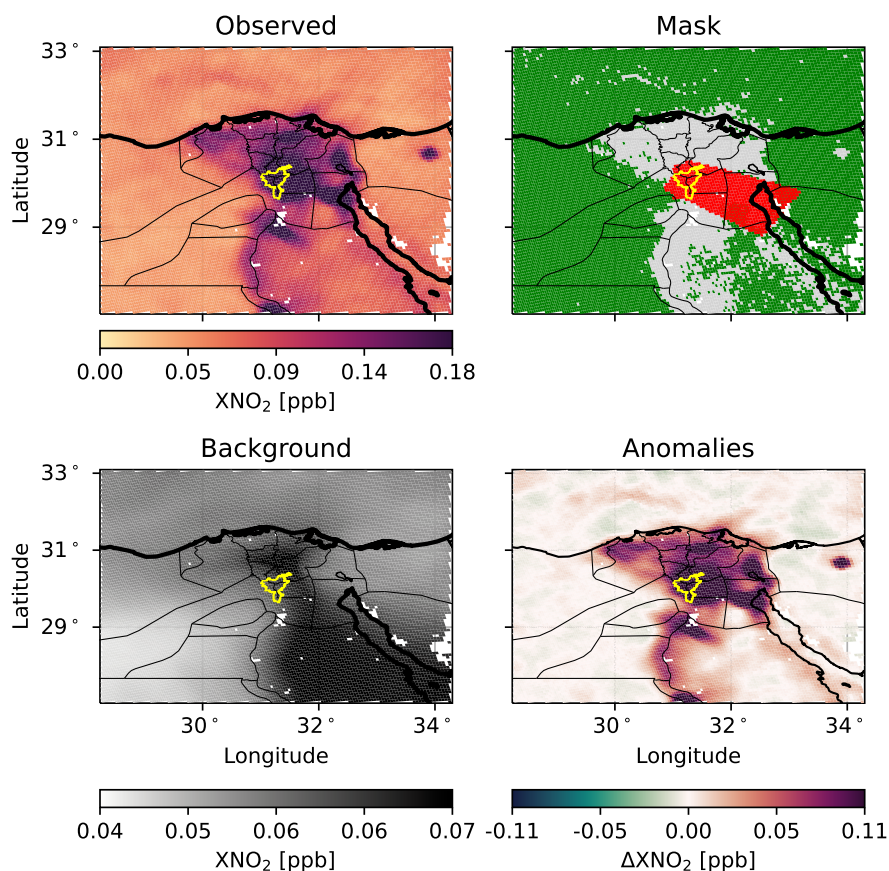 Observed
Mask
33°
31°
29°
Latitude
0.00 0.05 0.09 0.14 0.18
XNO₂ [ppb]
Background
Anomalies
33°
31°
29°
Latitude
30° 32° 34°
30° 32° 34°
Longitude
Longitude
0.04 0.05 0.06 0.06 0.07
-0.11 -0.05 0.00 0.05 0.11
XNO₂ [ppb]
ΔXNO₂ [ppb]